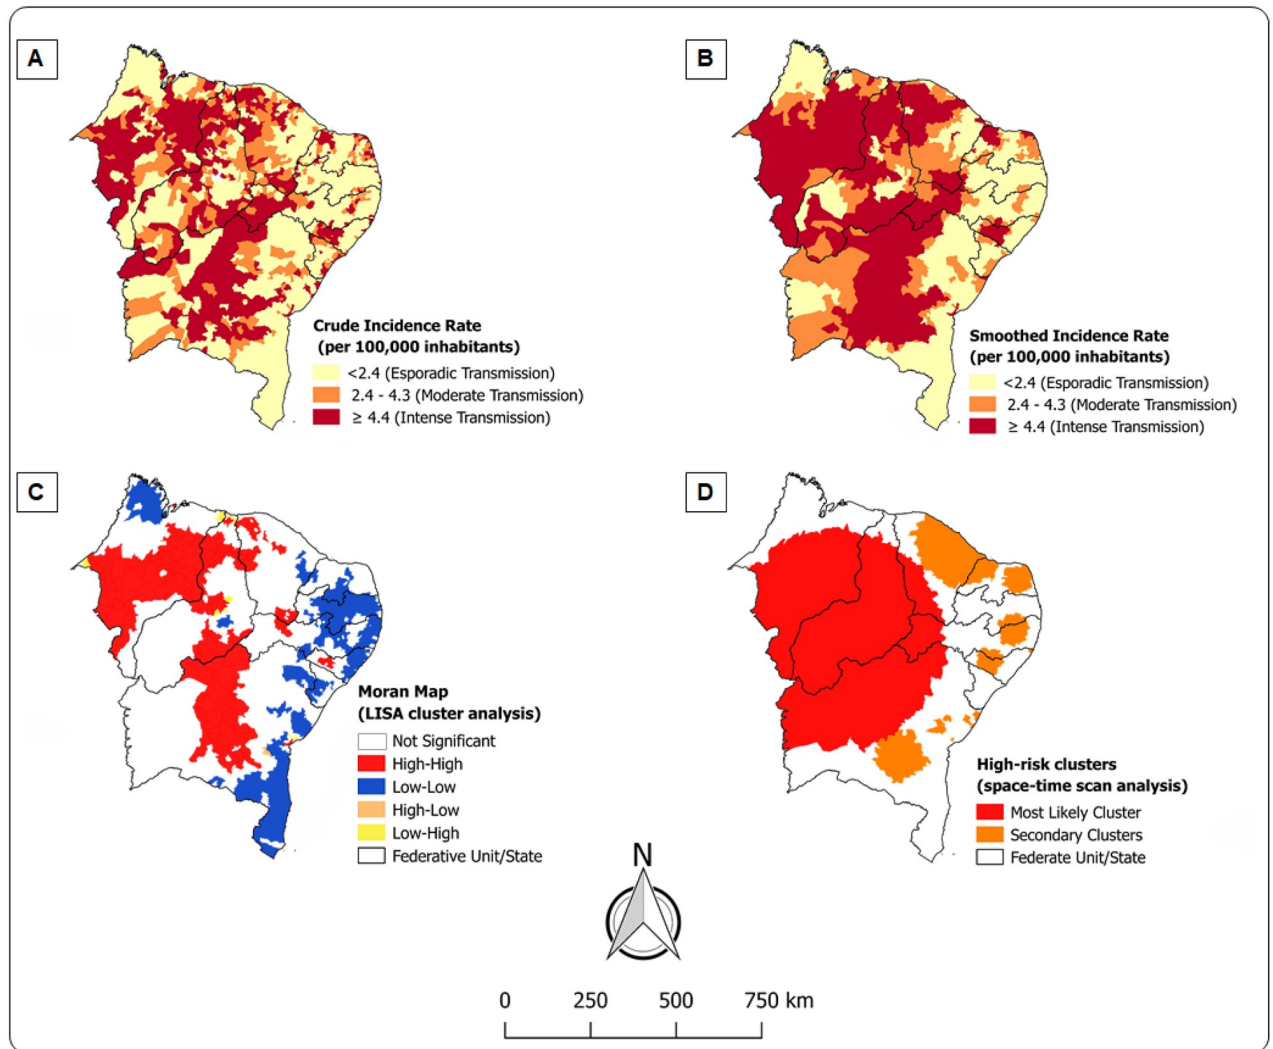 A
B
Crude Incidence Rate
(per 100,000 inhabitants)
<2.4 (Esporadic Transmission)
2.4 - 4.3 (Moderate Transmission)
≥ 4.4 (Intense Transmission)
Smoothed Incidence Rate
(per 100,000 inhabitants)
<2.4 (Esporadic Transmission)
2.4 - 4.3 (Moderate Transmission)
≥ 4.4 (Intense Transmission)
C
D
Moran Map
(LISA cluster analysis)
Not Significant
High-High
Low-Low
High-Low
Low-High
Federative Unit/State
High-risk clusters
(space-time scan analysis)
Most Likely Cluster
Secondary Clusters
Federate Unit/State
N
0 250 500 750 km